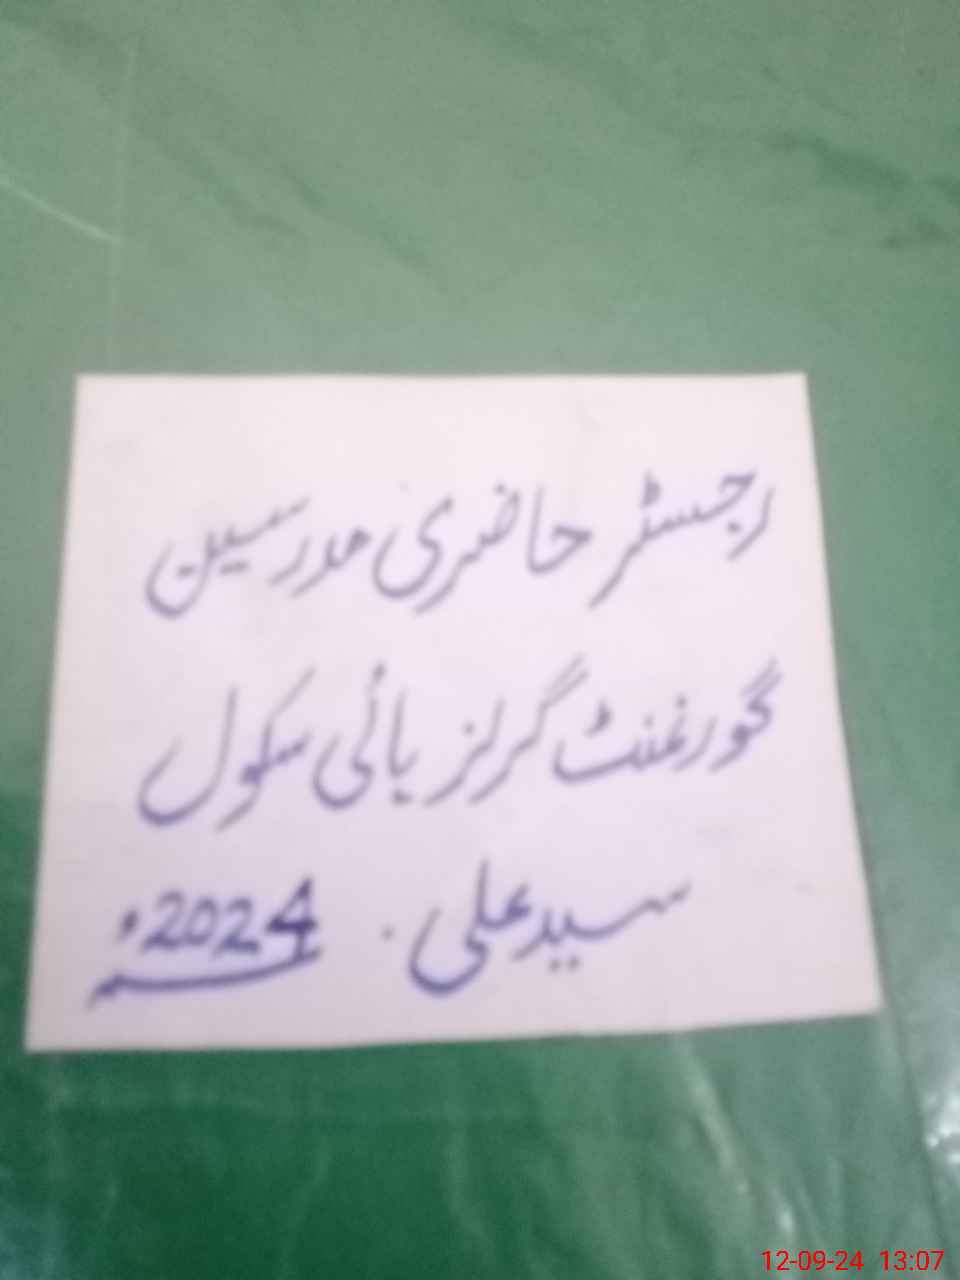 رجسٹر حاضری مدرسین
گورنمنٹ گرلز ہائی سکول
سید علی . 2024ء
12-09-24 13:07